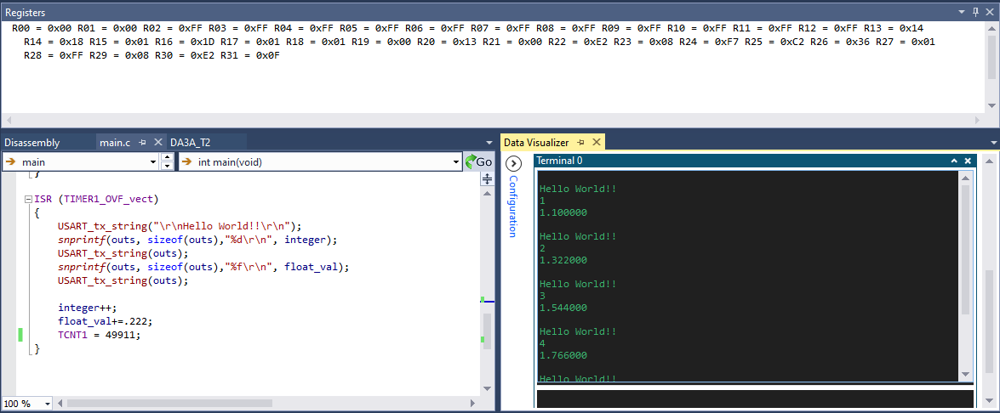 Registers
R00 = 0x00 R01 = 0x00 R02 = 0xFF R03 = 0xFF R04 = 0xFF R05 = 0xFF R06 = 0xFF R07 = 0xFF R08 = 0xFF R09 = 0xFF R10 = 0xFF R11 = 0xFF R12 = 0xFF R13 = 0x14
R14 = 0x18 R15 = 0x01 R16 = 0x1D R17 = 0x01 R18 = 0x01 R19 = 0x00 R20 = 0x13 R21 = 0x00 R22 = 0xE2 R23 = 0x08 R24 = 0xF7 R25 = 0xC2 R26 = 0x36 R27 = 0x01
R28 = 0xFF R29 = 0x08 R30 = 0xE2 R31 = 0x0F
Disassembly main.c DA3A_T2
main int main(void) Go
}
ISR (TIMER1_OVF_vect)
{
USART_tx_string("\r\nHello World!!\r\n");
snprintf(outs, sizeof(outs),"%d\r\n", integer);
USART_tx_string(outs);
snprintf(outs, sizeof(outs),"%f\r\n", float_val);
USART_tx_string(outs);
integer++;
float_val+=.222;
TCNT1 = 49911;
}
100 %
Data Visualizer
Configuration
Terminal 0
Hello World!!
1
1.100000
Hello World!!
2
1.322000
Hello World!!
3
1.544000
Hello World!!
4
1.766000
Hello World!!